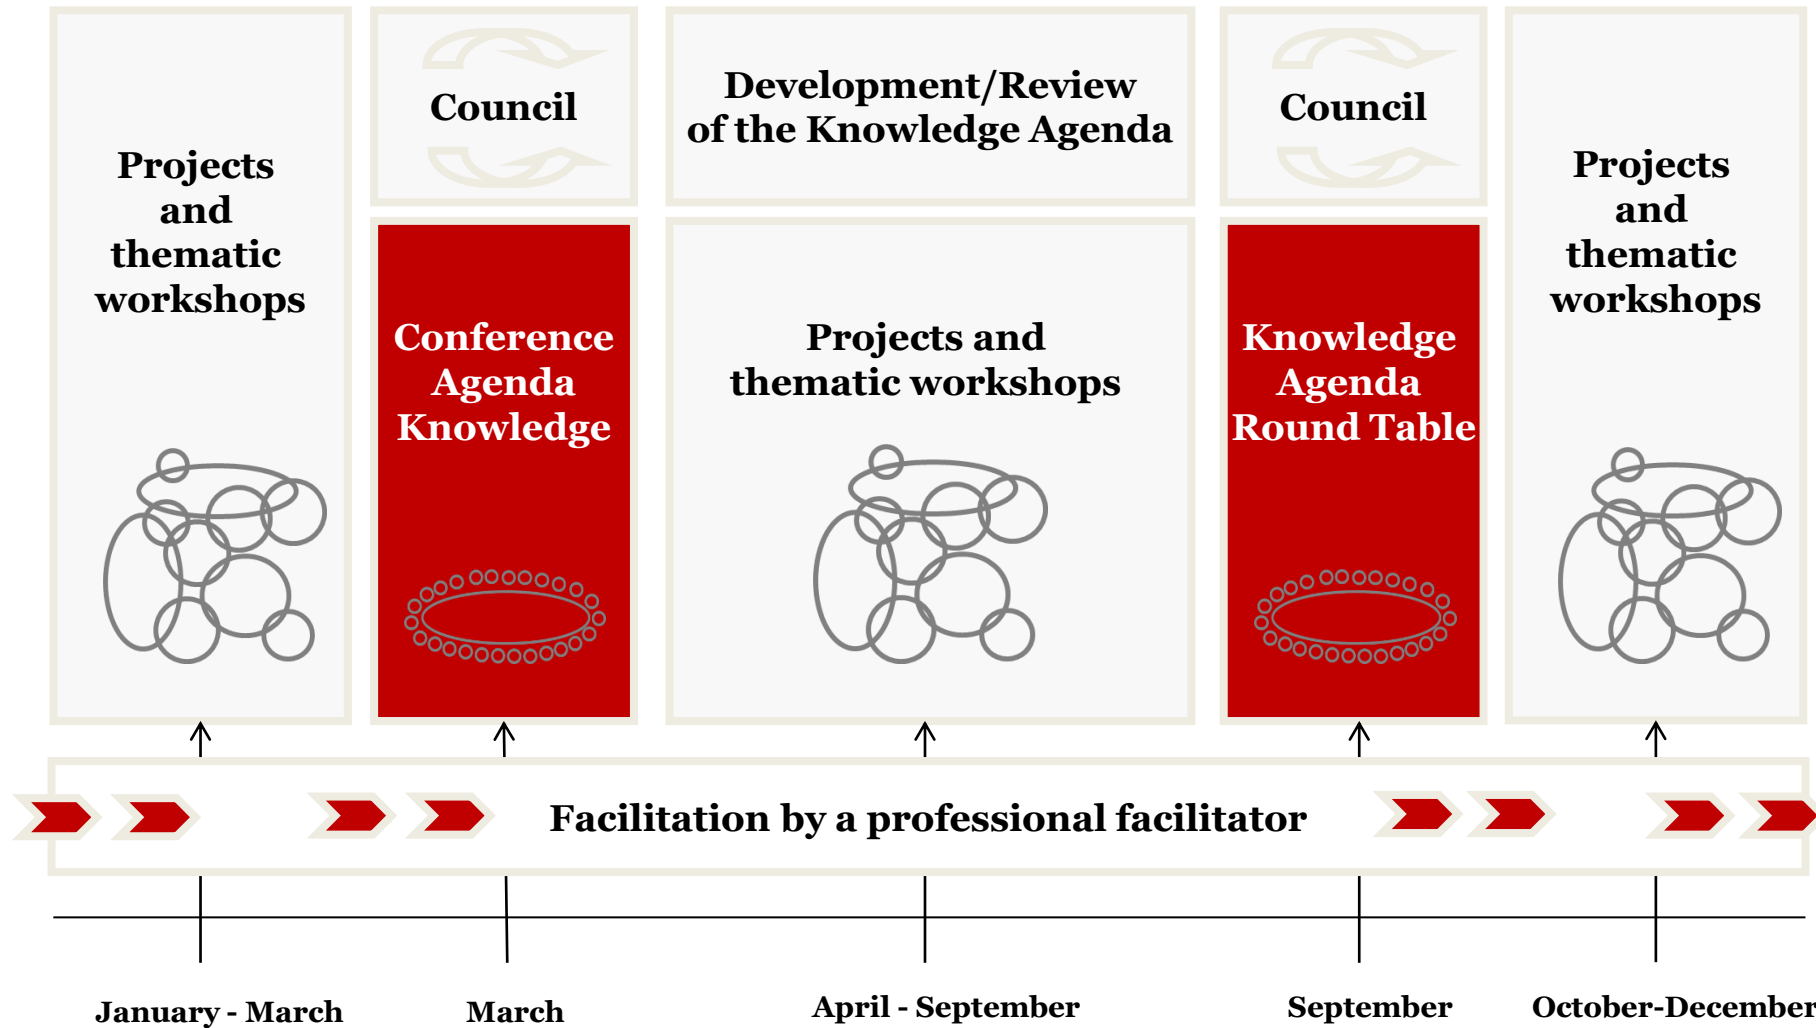 Projects
and
thematic
workshops
Council
Conference
Agenda
Knowledge
Development/Review
of the Knowledge Agenda
Projects and
thematic workshops
Council
Knowledge
Agenda
Round Table
Projects
and
thematic
workshops
Facilitation by a professional facilitator
January - March
March
April - September
September
October-December